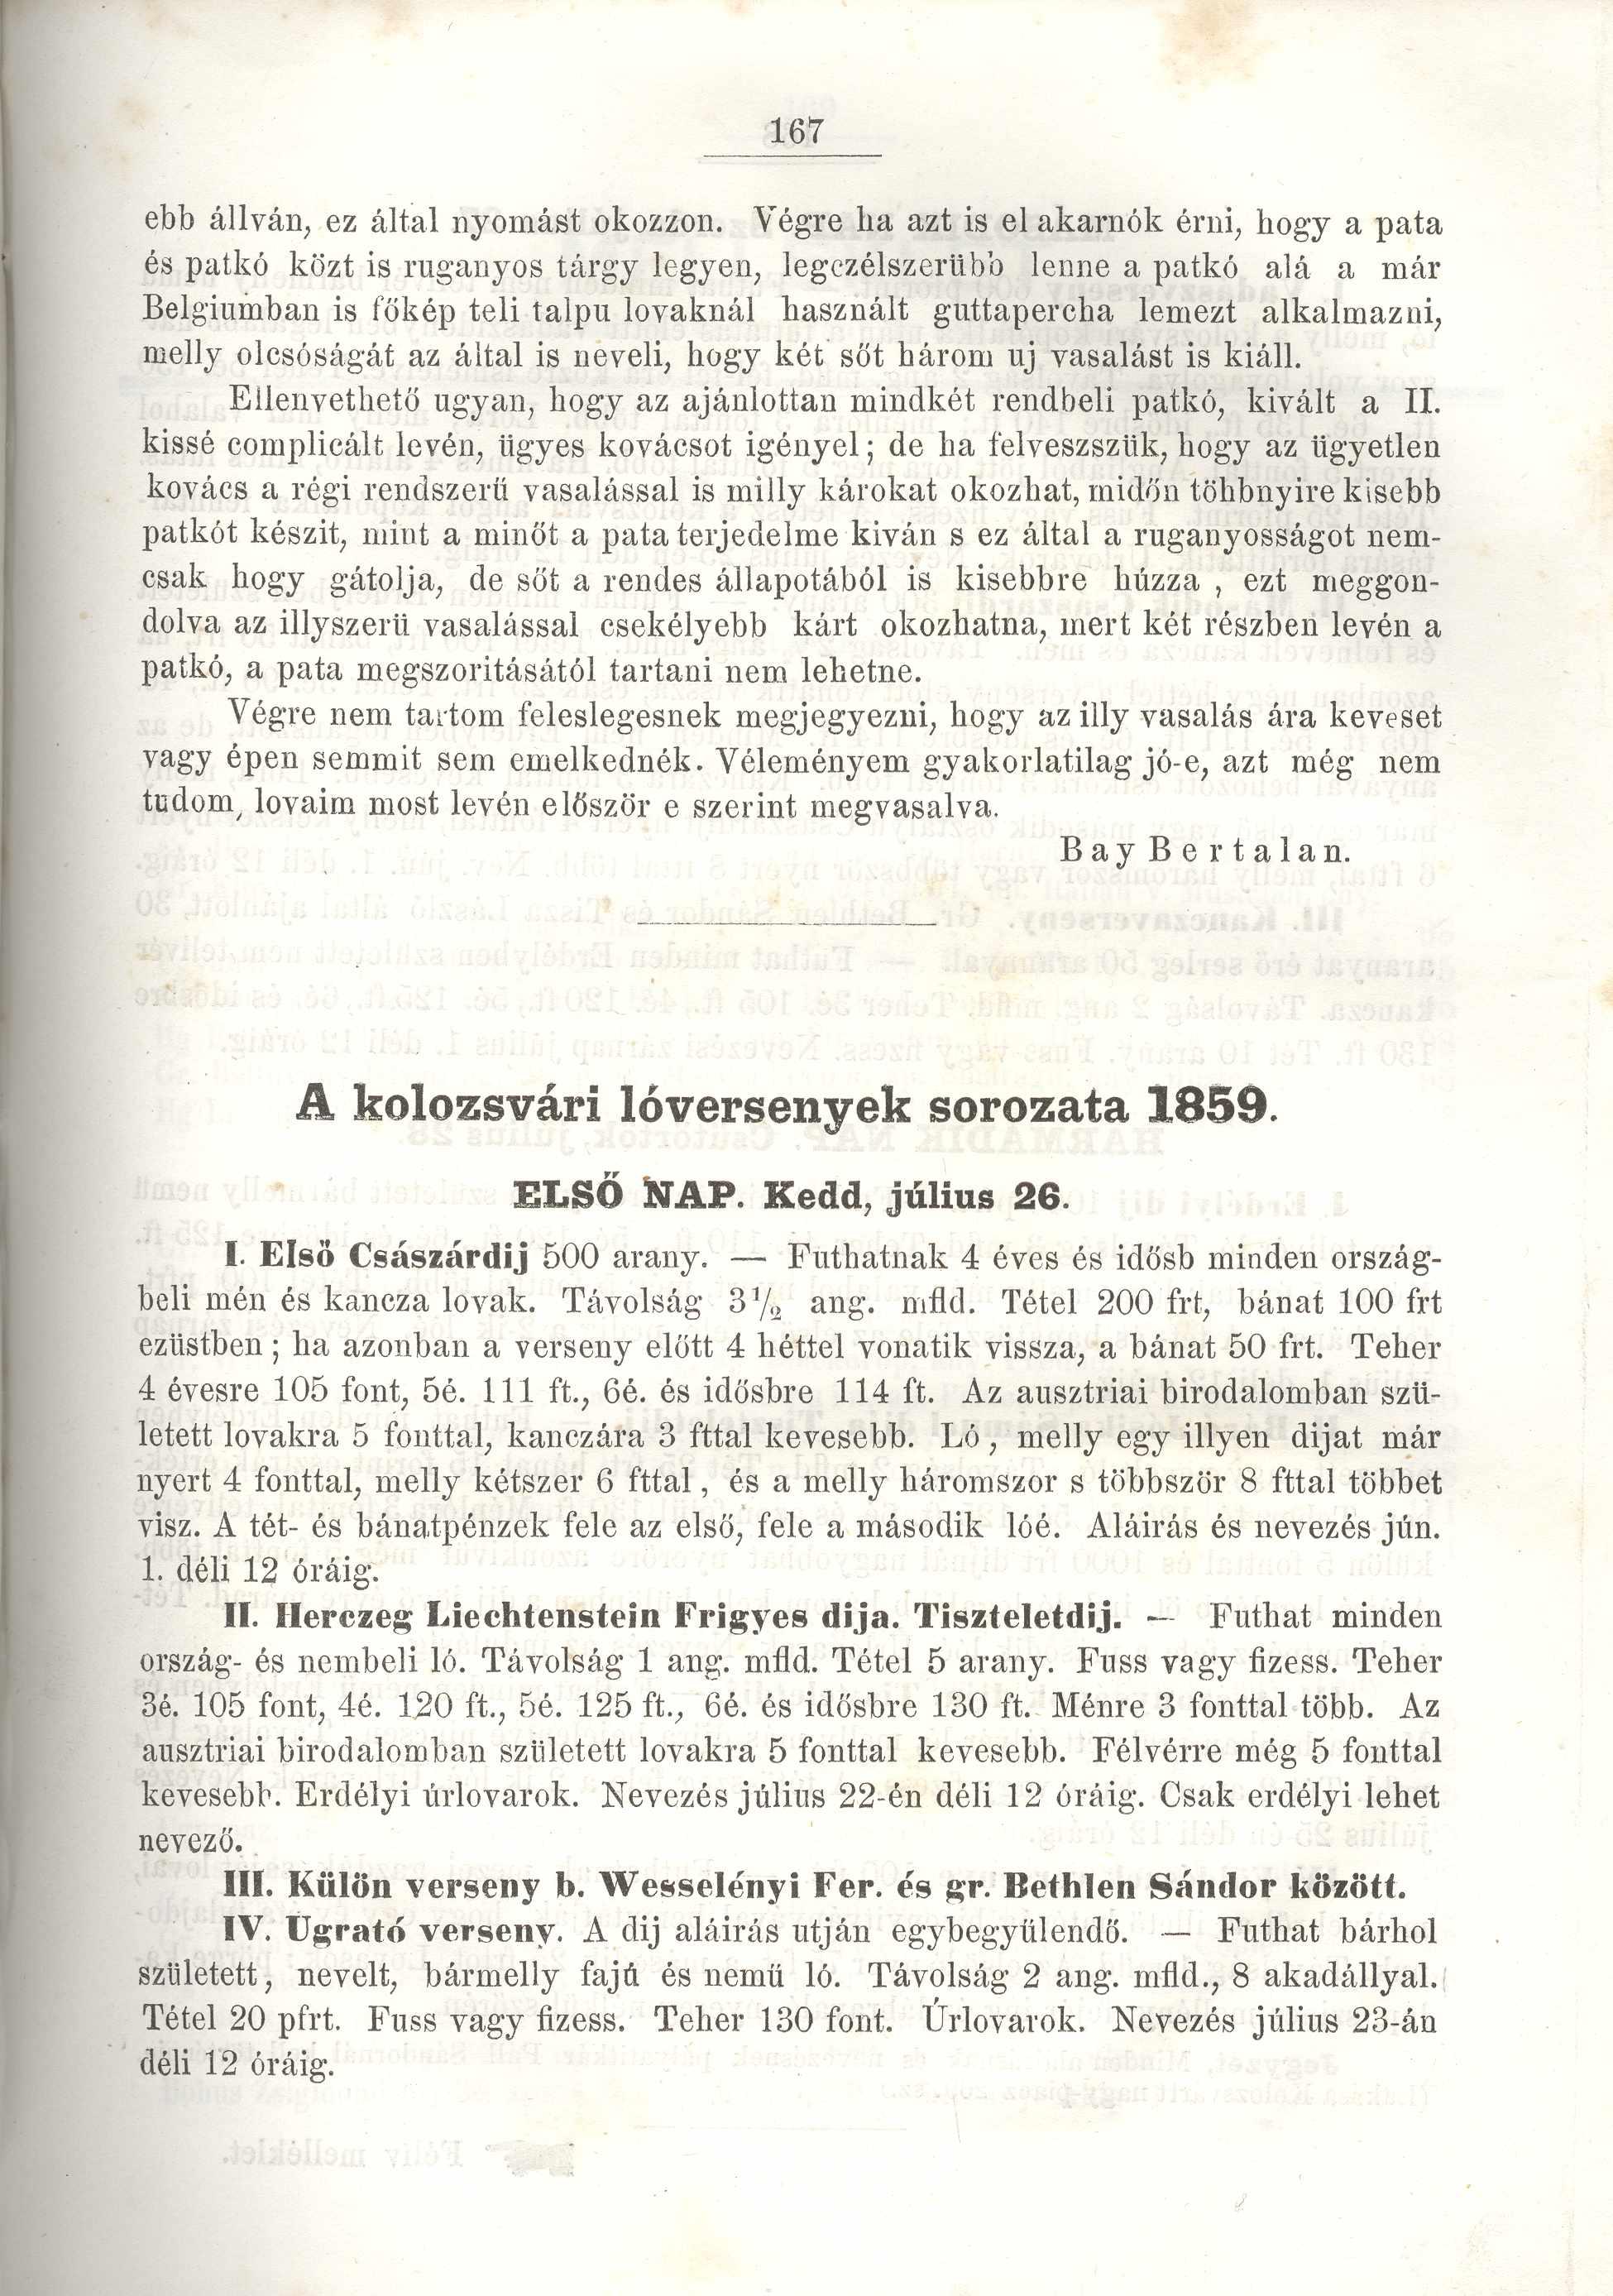 167
ebb állván, ez által nyomást okozzon. Végre ha azt is el akarnók érni, hogy a pata
és patkó közt is ruganyos tárgy legyen, legczélszerübb lenne a patkó alá a már
Belgiumban is főkép teli talpu lovaknál használt guttapercha lemezt alkalmazni,
melly olcsóságát az által is neveli, hogy két sőt három uj vasalást is kiáll.
Ellenvethető ugyan, hogy az ajánlottan mindkét rendbeli patkó, kivált a II.
kissé complicált levén, ügyes kovácsot igényel; de ha felveszszük, hogy az ügyetlen
kovács a régi rendszerű vasalással is milly károkat okozhat, midőn többnyire kisebb
patkót készit, mint a minőt a pata terjedelme kiván s ez által a ruganyosságot nem-
csak hogy gátolja, de sőt a rendes állapotából is kisebbre húzza , ezt meggon-
dolva az illyszerü vasalással csekélyebb kárt okozhatna, mert két részben levén a
patkó, a pata megszoritásától tartani nem lehetne.
Végre nem tartom feleslegesnek megjegyezni, hogy az illy vasalás ára keveset
vagy épen semmit sem emelkednék. Véleményem gyakorlatilag jó-e, azt még nem
tudom, lovaim most levén először e szerint megvasalva.
Bay Bertalan.
A kolozsvári lóversenyek sorozata 1859.
ELSŐ NAP. Kedd, július 26.
I. Első Császárdij 500 arany. — Futhatnak 4 éves és idősb minden ország-
beli mén és kancza lovak. Távolság 3½ ang. mfld. Tétel 200 frt, bánat 100 frt
ezüstben; ha azonban a verseny előtt 4 héttel vonatik vissza, a bánat 50 frt. Teher
4 évesre 105 font, 5é. 111 ft., 6é. és idősbre 114 ft. Az ausztriai birodalomban szü-
letett lovakra 5 fonttal, kanczára 3 fttal kevesebb. Ló, melly egy illyen dijat már
nyert 4 fonttal, melly kétszer 6 fttal, és a melly háromszor s többször 8 fttal többet
visz. A tét- és bánatpénzek fele az első, fele a második lóé. Aláirás és nevezés jún.
1. déli 12 óráig.
II. Herczeg Liechtenstein Frigyes dija. Tiszteletdij. — Futhat minden
ország- és nembeli ló. Távolság 1 ang. mfld. Tétel 5 arany. Fuss vagy fizess. Teher
3é. 105 font, 4é. 120 ft., 5é. 125 ft., 6é. és idősbre 130 ft. Ménre 3 fonttal több. Az
ausztriai birodalomban született lovakra 5 fonttal kevesebb. Félvérre még 5 fonttal
kevesebb. Erdélyi úrlovarok. Nevezés július 22-én déli 12 óráig. Csak erdélyi lehet
nevező.
III. Külön verseny b. Wesselényi Fer. és gr. Bethlen Sándor között.
IV. Ugrató verseny. A dij aláirás utján egybegyülendő. — Futhat bárhol
született, nevelt, bármelly fajú és nemü ló. Távolság 2 ang. mfld., 8 akadállyal.
Tétel 20 pfrt. Fuss vagy fizess. Teher 130 font. Úrlovarok. Nevezés július 23-án
déli 12 óráig.